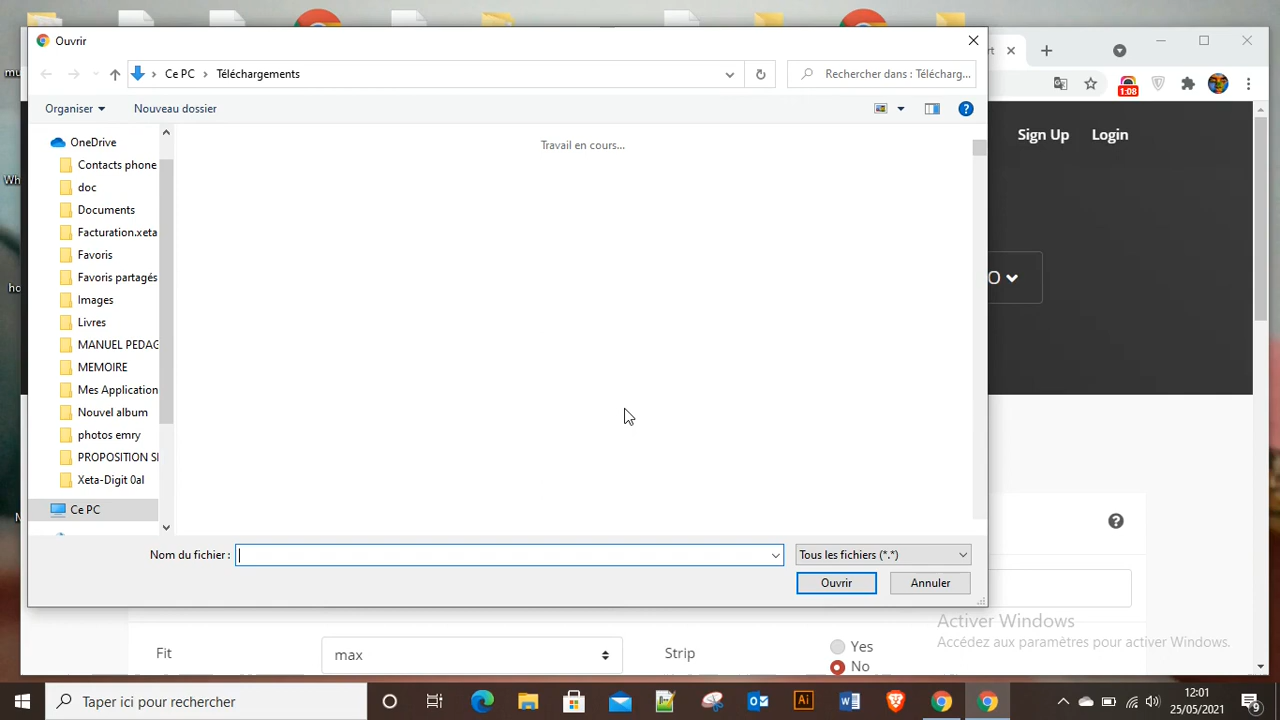 Ouvrir
Ce PC > Téléchargements
Rechercher dans : Télécharg...
Organiser
Nouveau dossier
Travail en cours...
OneDrive
Contacts phone
doc
Documents
Facturation.xeta
Favoris
Favoris partagés
Images
Livres
MANUEL PEDAG
MEMOIRE
Mes Application
Nouvel album
photos emry
PROPOSITION SI
Xeta-Digit 0al
Ce PC
Nom du fichier :
Tous les fichiers (*.*)
Ouvrir
Annuler
1:08
Sign Up
Login
O
Activer Windows
Accédez aux paramètres pour activer Windows.
Fit
max
Strip
Yes
No
Taper ici pour rechercher
12:01
25/05/2021
9